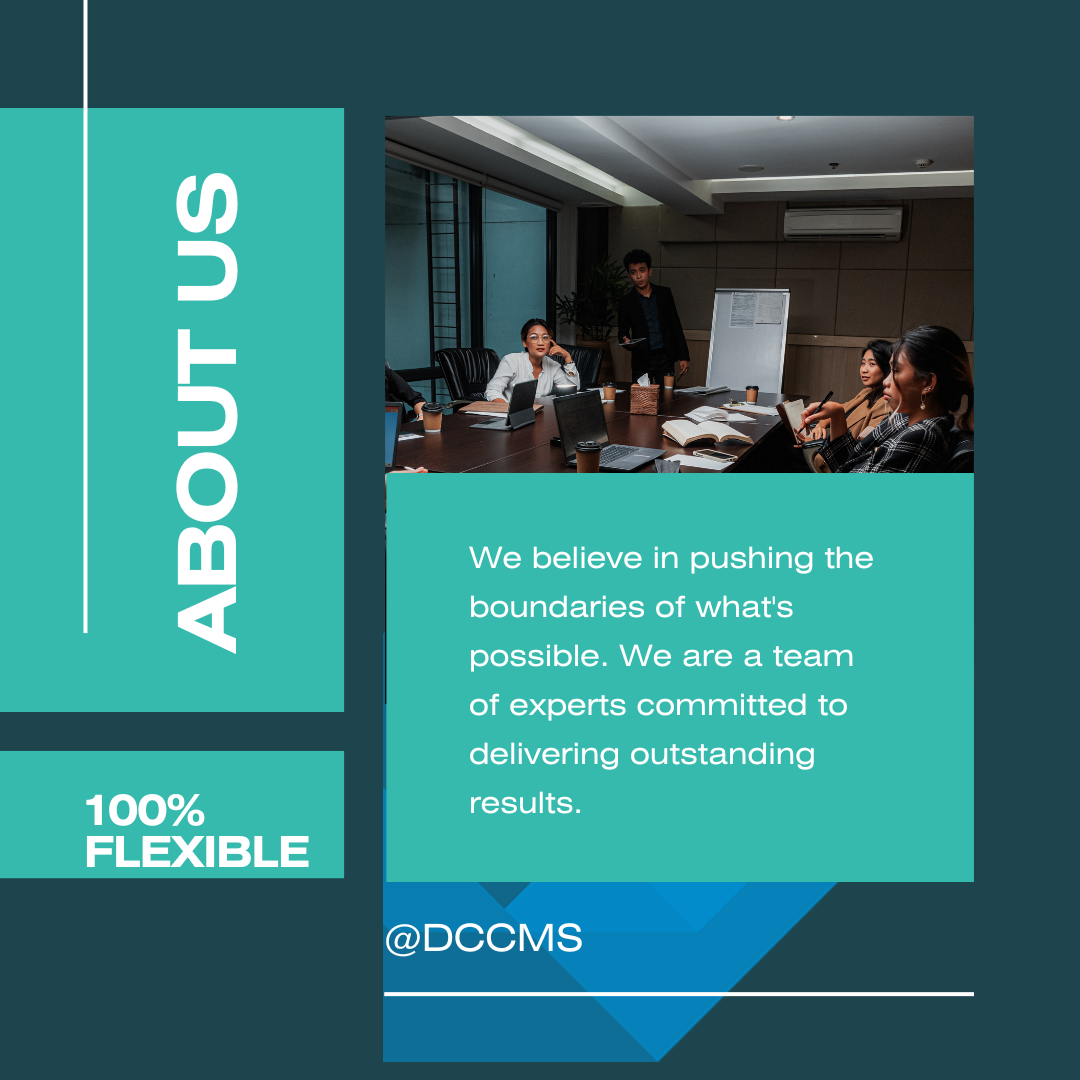 ABOUT US
We believe in pushing the
boundaries of what's
possible. We are a team
of experts committed to
delivering outstanding
results.
100%
FLEXIBLE
@DCCMS